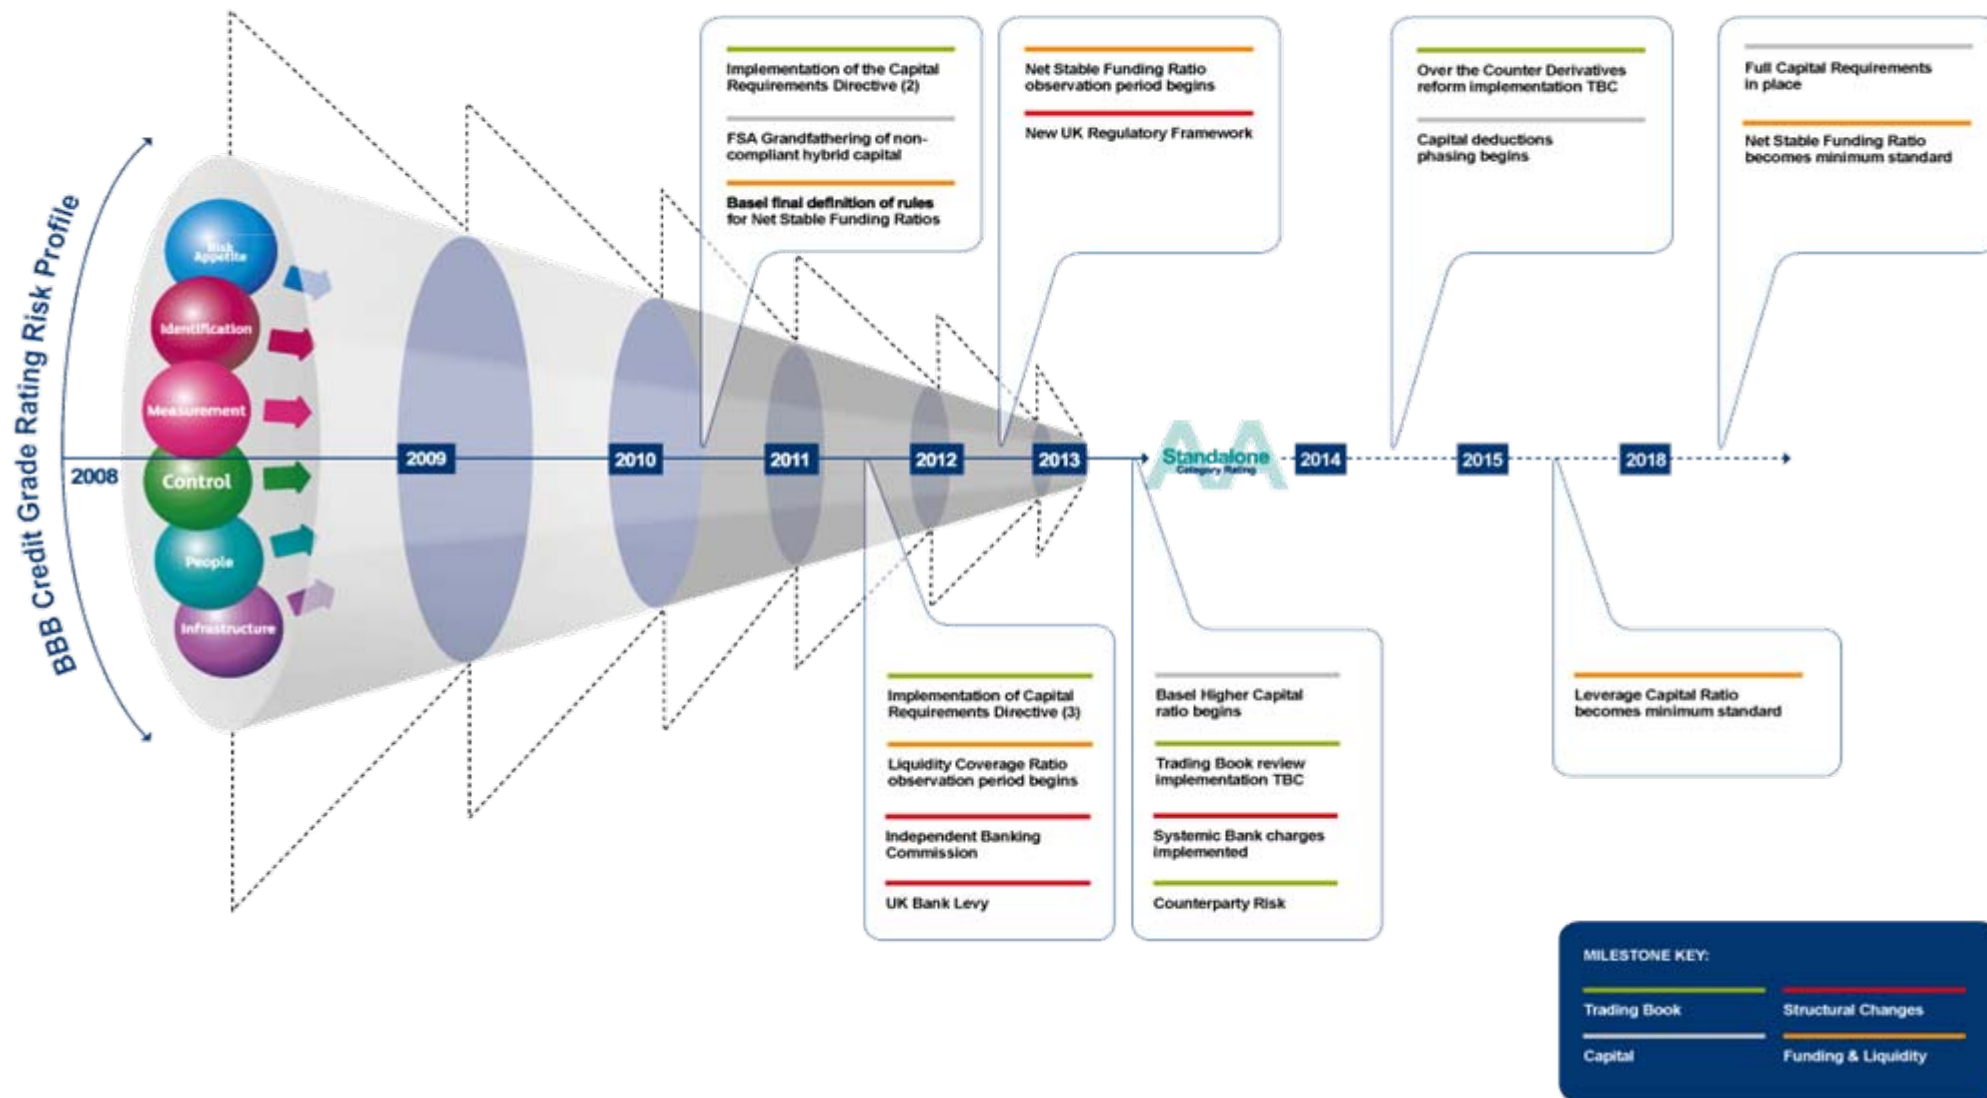 BBB Credit Grade Rating Risk Profile
2008
Risk
Appetite
Identification
Measurement
Control
People
Infrastructure
2009
2010
2011
2012
2013
AA
Standalone
Category Rating
2014
2015
2018
Implementation of the Capital
Requirements Directive (2)
FSA Grandfathering of non-
compliant hybrid capital
Basel final definition of rules
for Net Stable Funding Ratios
Net Stable Funding Ratio
observation period begins
New UK Regulatory Framework
Over the Counter Derivatives
reform implementation TBC
Capital deductions
phasing begins
Full Capital Requirements
in place
Net Stable Funding Ratio
becomes minimum standard
Implementation of Capital
Requirements Directive (3)
Liquidity Coverage Ratio
observation period begins
Independent Banking
Commission
UK Bank Levy
Basel Higher Capital
ratio begins
Trading Book review
implementation TBC
Systemic Bank charges
implemented
Counterparty Risk
Leverage Capital Ratio
becomes minimum standard
MILESTONE KEY:
Trading Book
Structural Changes
Capital
Funding & Liquidity